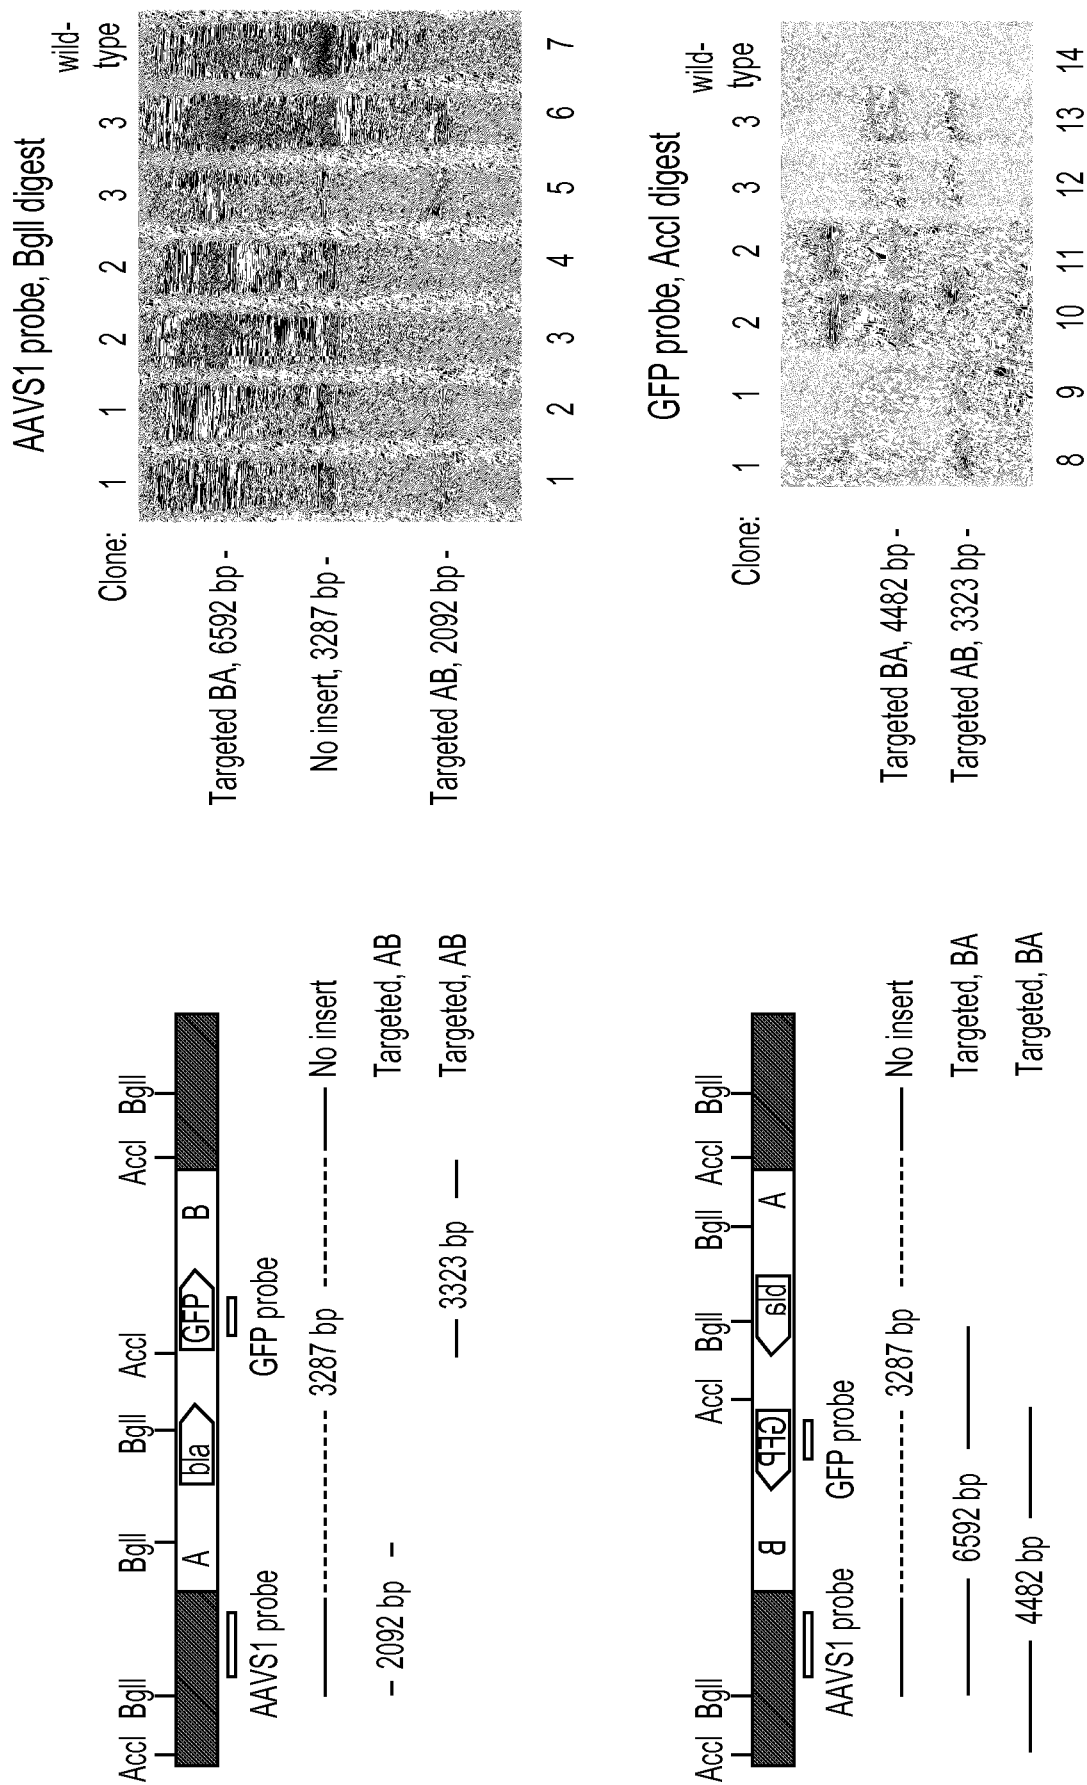 AccI BglI BglI BglI AccI AccI BglI
A bla GFP B
AAVS1 probe GFP probe
3287 bp No insert
2092 bp Targeted, AB
3323 bp Targeted, AB
AccI BglI AccI BglI BglI AccI BglI
B GFP bla A
AAVS1 probe GFP probe
3287 bp No insert
6592 bp Targeted, BA
4482 bp Targeted, BA
AAVS1 probe, BglI digest
Clone: 1 1 2 2 3 3 wild-type
Targeted BA, 6592 bp -
No insert, 3287 bp -
Targeted AB, 2092 bp -
1 2 3 4 5 6 7
GFP probe, AccI digest
Clone: 1 1 2 2 3 3 wild-type
Targeted BA, 4482 bp -
Targeted AB, 3323 bp -
8 9 10 11 12 13 14